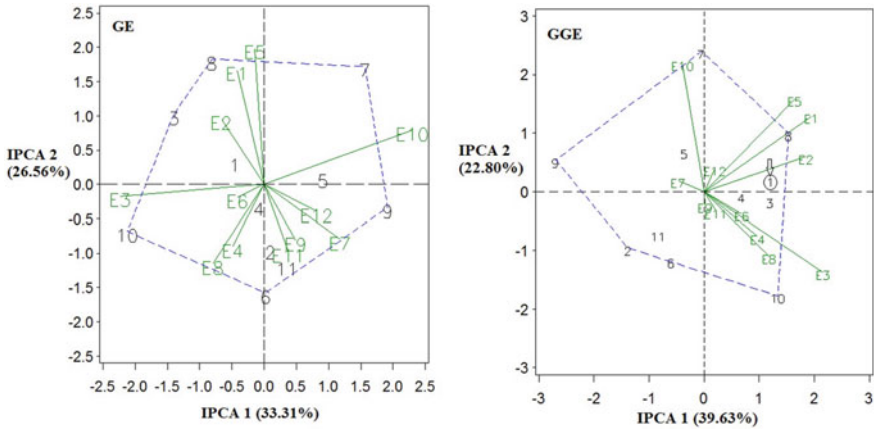 GE
2.5
2.0
1.5
1.0
0.5
0.0
-0.5
-1.0
-1.5
-2.0
-2.5
IPCA 2
(26.56%)
E5
8
E1
7
3
E2
E10
1
5
E3
E6
4
E12
9
10
E9
E7
E4
2
E11
E8
11
6
-2.5 -2.0 -1.5 -1.0 -0.5 0.0 0.5 1.0 1.5 2.0 2.5
IPCA 1 (33.31%)
GGE
3
2
1
0
-1
-2
-3
IPCA 2
(22.80%)
7
E10
E5
E1
8
5
E2
9
E12
E7
1
4
3
E9
E11
E6
E4
2
6
E8
E3
10
-3 -2 -1 0 1 2 3
IPCA 1 (39.63%)